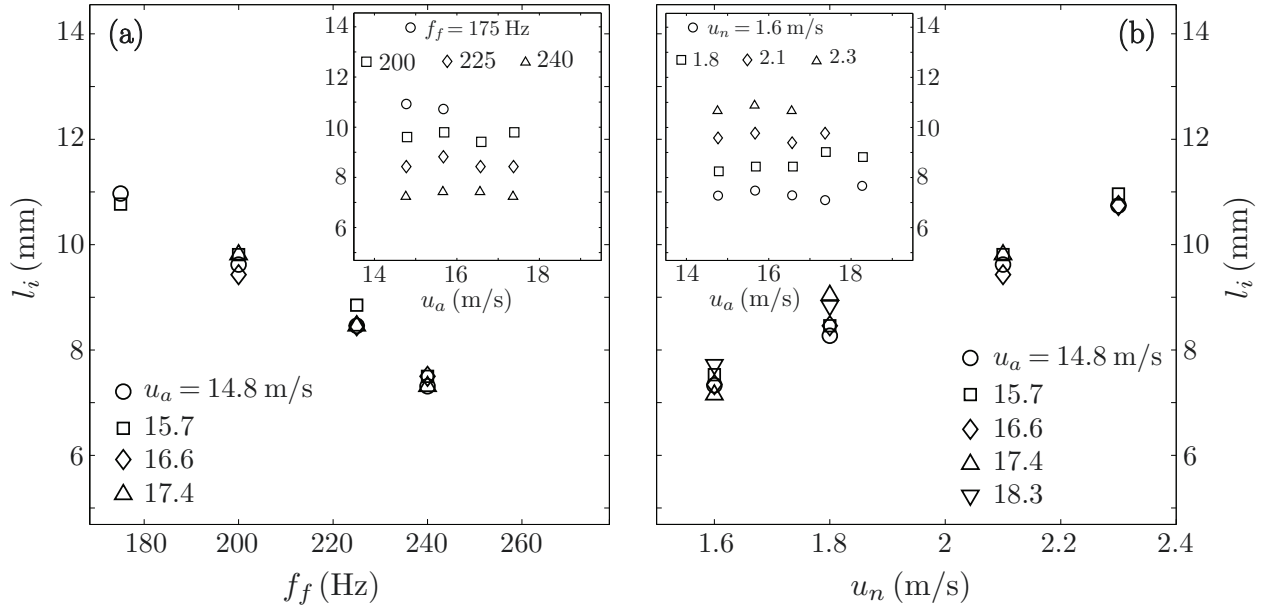 (a)
14
12
10
8
6
l_i (mm)
180 200 220 240 260
f_f (Hz)
u_a = 14.8 m/s
15.7
16.6
17.4
f_f = 175 Hz
200 225 240
14
12
10
8
6
14 16 18
u_a (m/s)
(b)
u_n = 1.6 m/s
1.8 2.1 2.3
14
12
10
8
6
14 16 18
u_a (m/s)
u_a = 14.8 m/s
15.7
16.6
17.4
18.3
1.6 1.8 2 2.2 2.4
u_n (m/s)
14
12
10
8
6
l_i (mm)